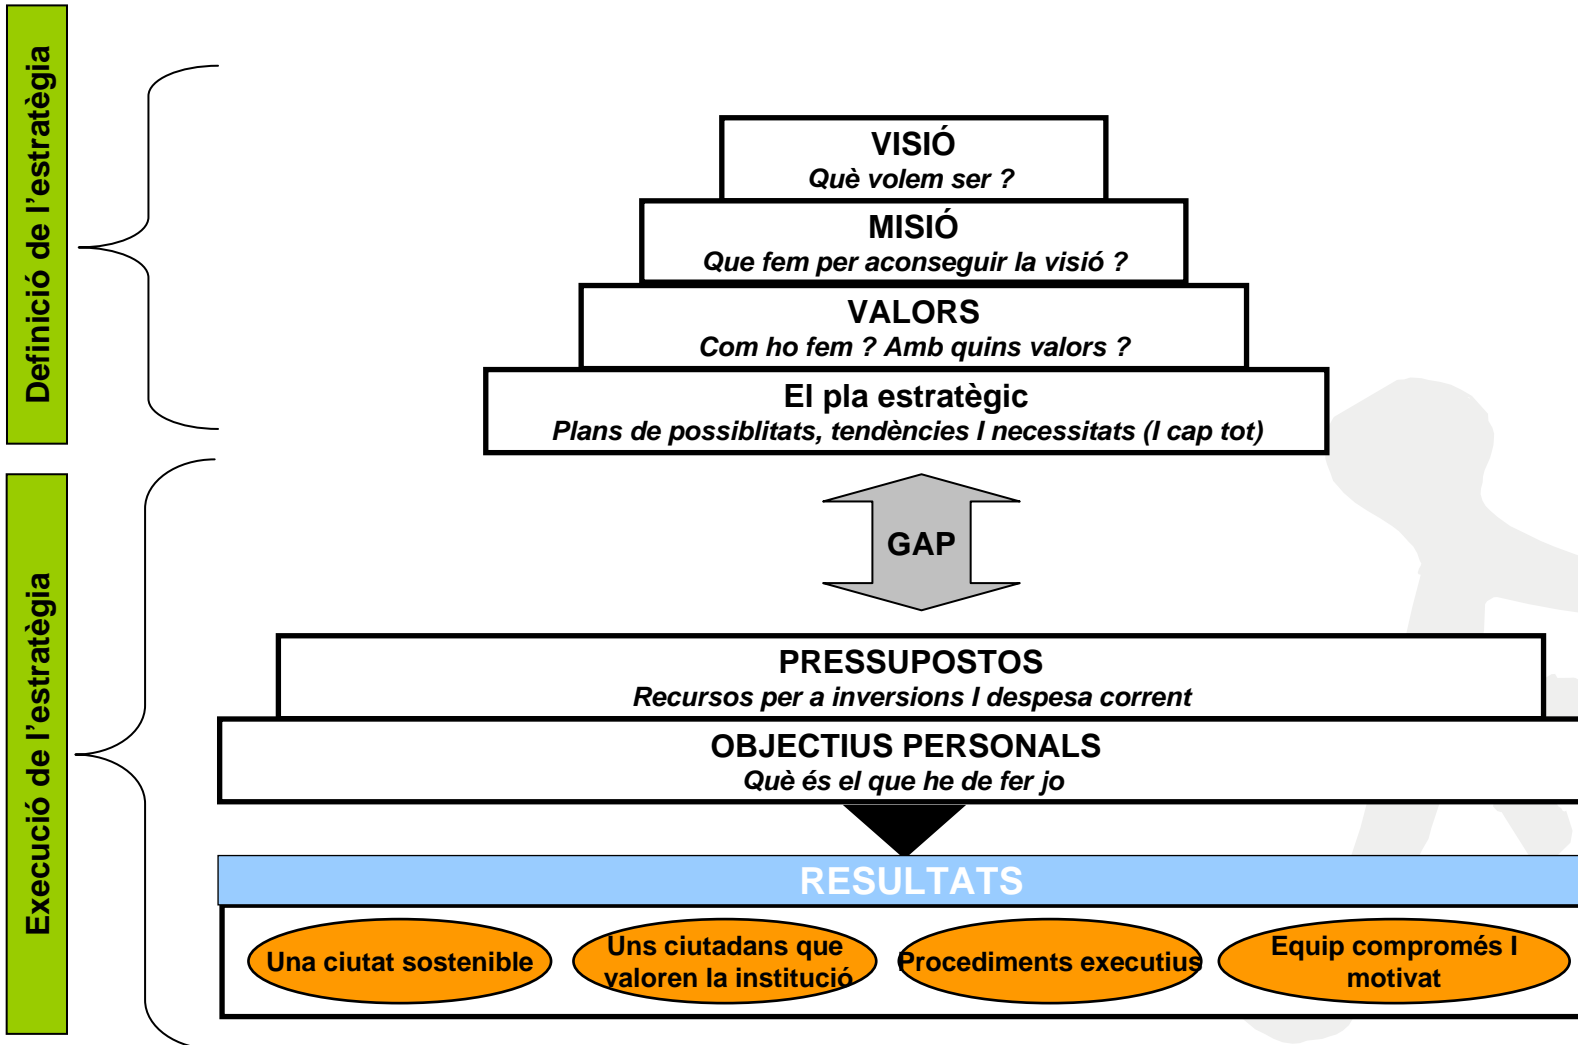 Definició de l'estratègia
VISIÓ
Què volem ser ?
MISIÓ
Que fem per aconseguir la visió ?
VALORS
Com ho fem ? Amb quins valors ?
El pla estratègic
Plans de possiblitats, tendències I necessitats (I cap tot)
GAP
Execució de l'estratègia
PRESSUPOSTOS
Recursos per a inversions I despesa corrent
OBJECTIUS PERSONALS
Què és el que he de fer jo
RESULTATS
Una ciutat sostenible
Uns ciutadans que
valoren la institució
Procediments executius
Equip compromés I
motivat